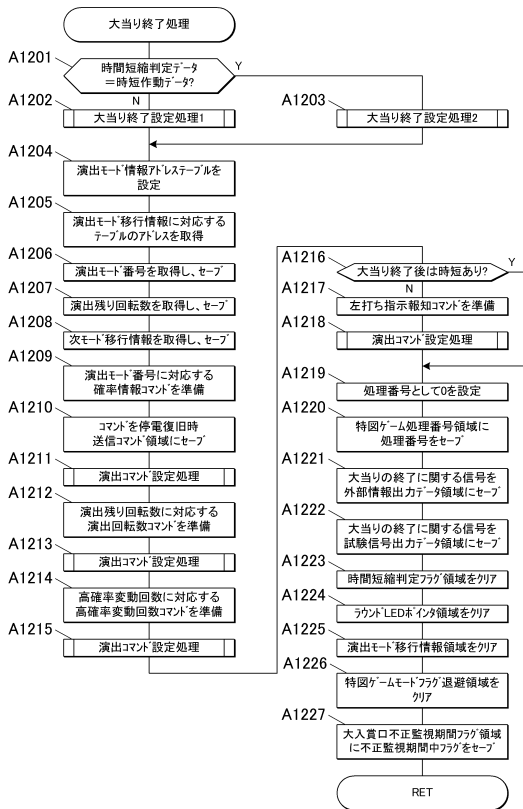 大当り終了処理
A1201
時間短縮判定データ
＝時短作動データ?
Y
N
A1202
大当り終了設定処理1
A1203
大当り終了設定処理2
A1204
演出モード情報アドレステーブルを
設定
A1205
演出モード移行情報に対応する
テーブルのアドレスを取得
A1206
演出モード番号を取得し、セーブ
A1207
演出残り回転数を取得し、セーブ
A1208
次モード移行情報を取得し、セーブ
A1209
演出モード番号に対応する
確率情報コマンドを準備
A1210
コマンドを停電復旧時
送信コマンド領域にセーブ
A1211
演出コマンド設定処理
A1212
演出残り回転数に対応する
演出回転数コマンドを準備
A1213
演出コマンド設定処理
A1214
高確率変動回数に対応する
高確率変動回数コマンドを準備
A1215
演出コマンド設定処理
A1216
大当り終了後は時短あり?
Y
N
A1217
左打ち指示報知コマンドを準備
A1218
演出コマンド設定処理
A1219
処理番号として0を設定
A1220
特図ゲーム処理番号領域に
処理番号をセーブ
A1221
大当りの終了に関する信号を
外部情報出力データ領域にセーブ
A1222
大当りの終了に関する信号を
試験信号出力データ領域にセーブ
A1223
時間短縮判定フラグ領域をクリア
A1224
ラウンドLEDポインタ領域をクリア
A1225
演出モード移行情報領域をクリア
A1226
特図ゲームモードフラグ退避領域を
クリア
A1227
大入賞口不正監視期間フラグ領域
に不正監視期間中フラグをセーブ
RET